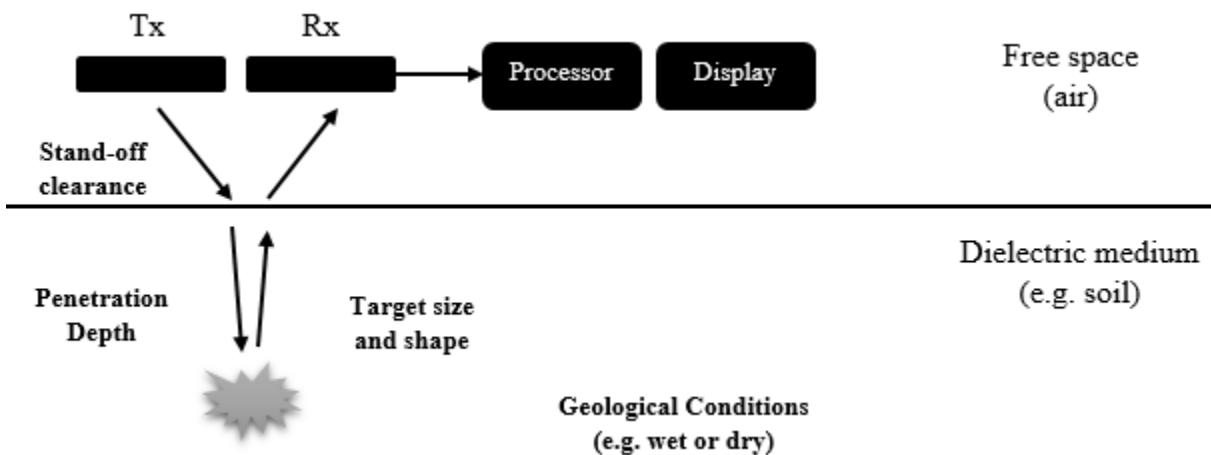 Tx
Rx
Processor
Display
Free space
(air)
Stand-off
clearance
Dielectric medium
(e.g. soil)
Penetration
Depth
Target size
and shape
Geological Conditions
(e.g. wet or dry)